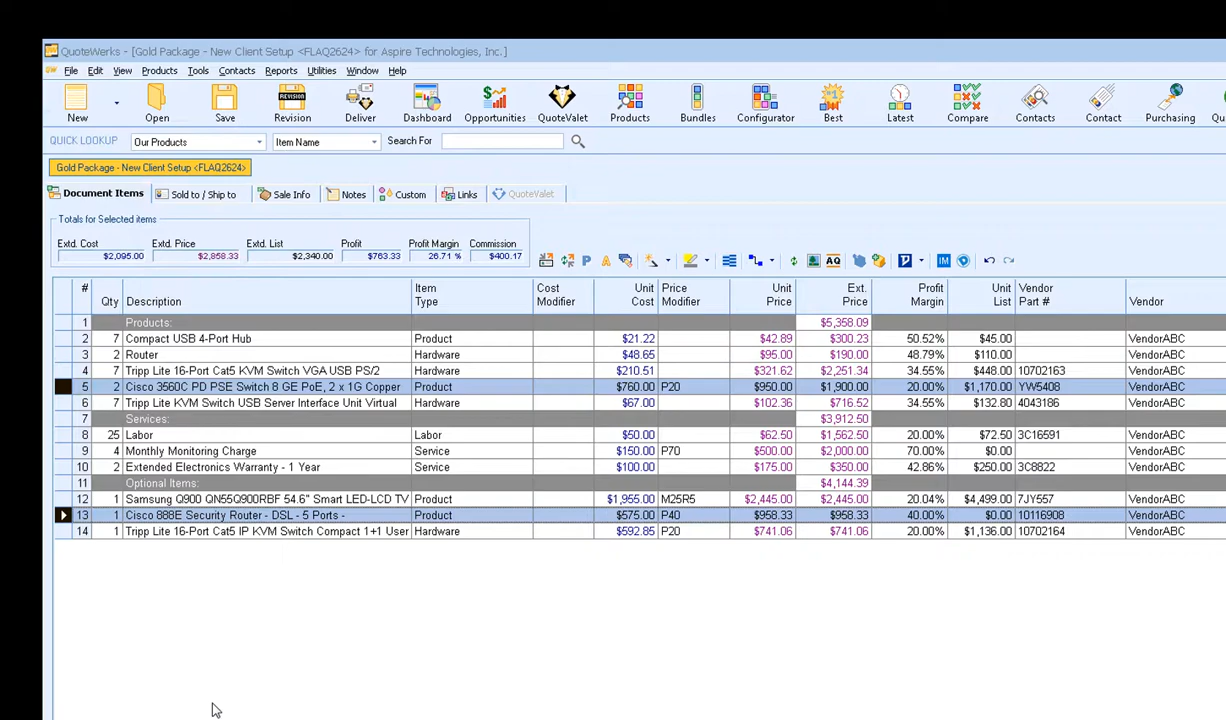 QuoteWerks - [Gold Package - New Client Setup <FLAQ2624> for Aspire Technologies, Inc.]
File Edit View Products Tools Contacts Reports Utilities Window Help
New Open Save Revision Deliver Dashboard Opportunities QuoteValet Products Bundles Configurator Best Latest Compare Contacts Contact Purchasing Qu
QUICK LOOKUP Our Products Item Name Search For
Gold Package - New Client Setup <FLAQ2624>
Document Items Sold to / Ship to Sale Info Notes Custom Links QuoteValet
Totals for Selected items
Extd. Cost Extd. Price Extd. List Profit Profit Margin Commission
$2,095.00 $2,858.33 $2,340.00 $763.33 26.71 % $400.17
# Qty Description Item Type Cost Modifier Unit Cost Price Modifier Unit Price Ext. Price Profit Margin Unit List Vendor Part # Vendor
1 Products: $5,358.09
2 7 Compact USB 4-Port Hub Product $21.22 $42.89 $300.23 50.52% $45.00 VendorABC
3 2 Router Hardware $48.65 $95.00 $190.00 48.79% $110.00 VendorABC
4 7 Tripp Lite 16-Port Cat5 KVM Switch VGA USB PS/2 Hardware $210.51 $321.62 $2,251.34 34.55% $448.00 10702163 VendorABC
5 2 Cisco 3560C PD PSE Switch 8 GE PoE, 2 x 1G Copper Product $760.00 P20 $950.00 $1,900.00 20.00% $1,170.00 YW5408 VendorABC
6 7 Tripp Lite KVM Switch USB Server Interface Unit Virtual Hardware $67.00 $102.36 $716.52 34.55% $132.80 4043186 VendorABC
7 Services: $3,912.50
8 25 Labor Labor $50.00 $62.50 $1,562.50 20.00% $72.50 3C16591 VendorABC
9 4 Monthly Monitoring Charge Service $150.00 P70 $500.00 $2,000.00 70.00% $0.00 VendorABC
10 2 Extended Electronics Warranty - 1 Year Service $100.00 $175.00 $350.00 42.86% $250.00 3C8822 VendorABC
11 Optional Items: $4,144.39
12 1 Samsung Q900 QN55Q900RBF 54.6" Smart LED-LCD TV Product $1,955.00 M25R5 $2,445.00 $2,445.00 20.04% $4,499.00 7JY557 VendorABC
13 1 Cisco 888E Security Router - DSL - 5 Ports - Product $575.00 P40 $958.33 $958.33 40.00% $0.00 10116908 VendorABC
14 1 Tripp Lite 16-Port Cat5 IP KVM Switch Compact 1+1 User Hardware $592.85 P20 $741.06 $741.06 20.00% $1,136.00 10702164 VendorABC